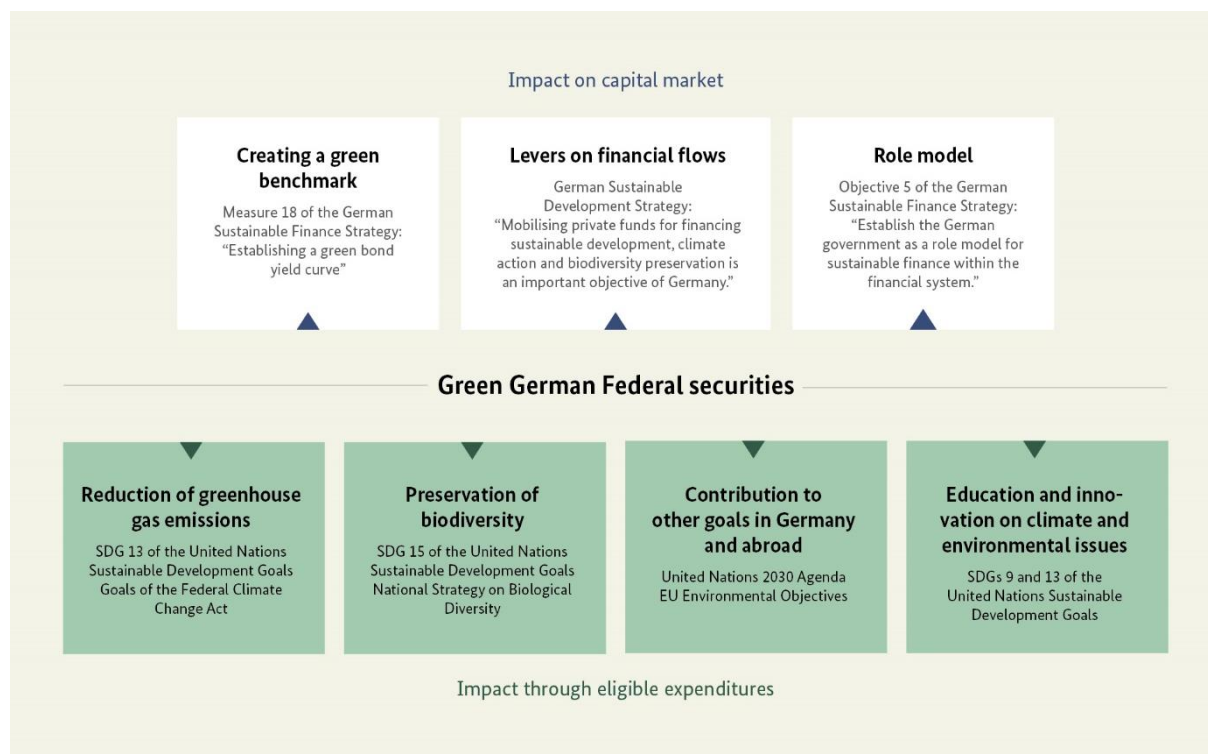 Impact on capital market
Creating a green
benchmark
Measure 18 of the German
Sustainable Finance Strategy:
“Establishing a green bond
yield curve”
Levers on financial flows
German Sustainable
Development Strategy:
“Mobilising private funds for financing
sustainable development, climate
action and biodiversity preservation is
an important objective of Germany.”
Role model
Objective 5 of the German
Sustainable Finance Strategy:
“Establish the German
government as a role model for
sustainable finance within the
financial system.”
Green German Federal securities
Reduction of greenhouse
gas emissions
SDG 13 of the United Nations
Sustainable Development Goals
Goals of the Federal Climate
Change Act
Preservation of
biodiversity
SDG 15 of the United Nations
Sustainable Development Goals
National Strategy on Biological
Diversity
Contribution to
other goals in Germany
and abroad
United Nations 2030 Agenda
EU Environmental Objectives
Education and inno-
vation on climate and
environmental issues
SDGs 9 and 13 of the
United Nations Sustainable
Development Goals
Impact through eligible expenditures